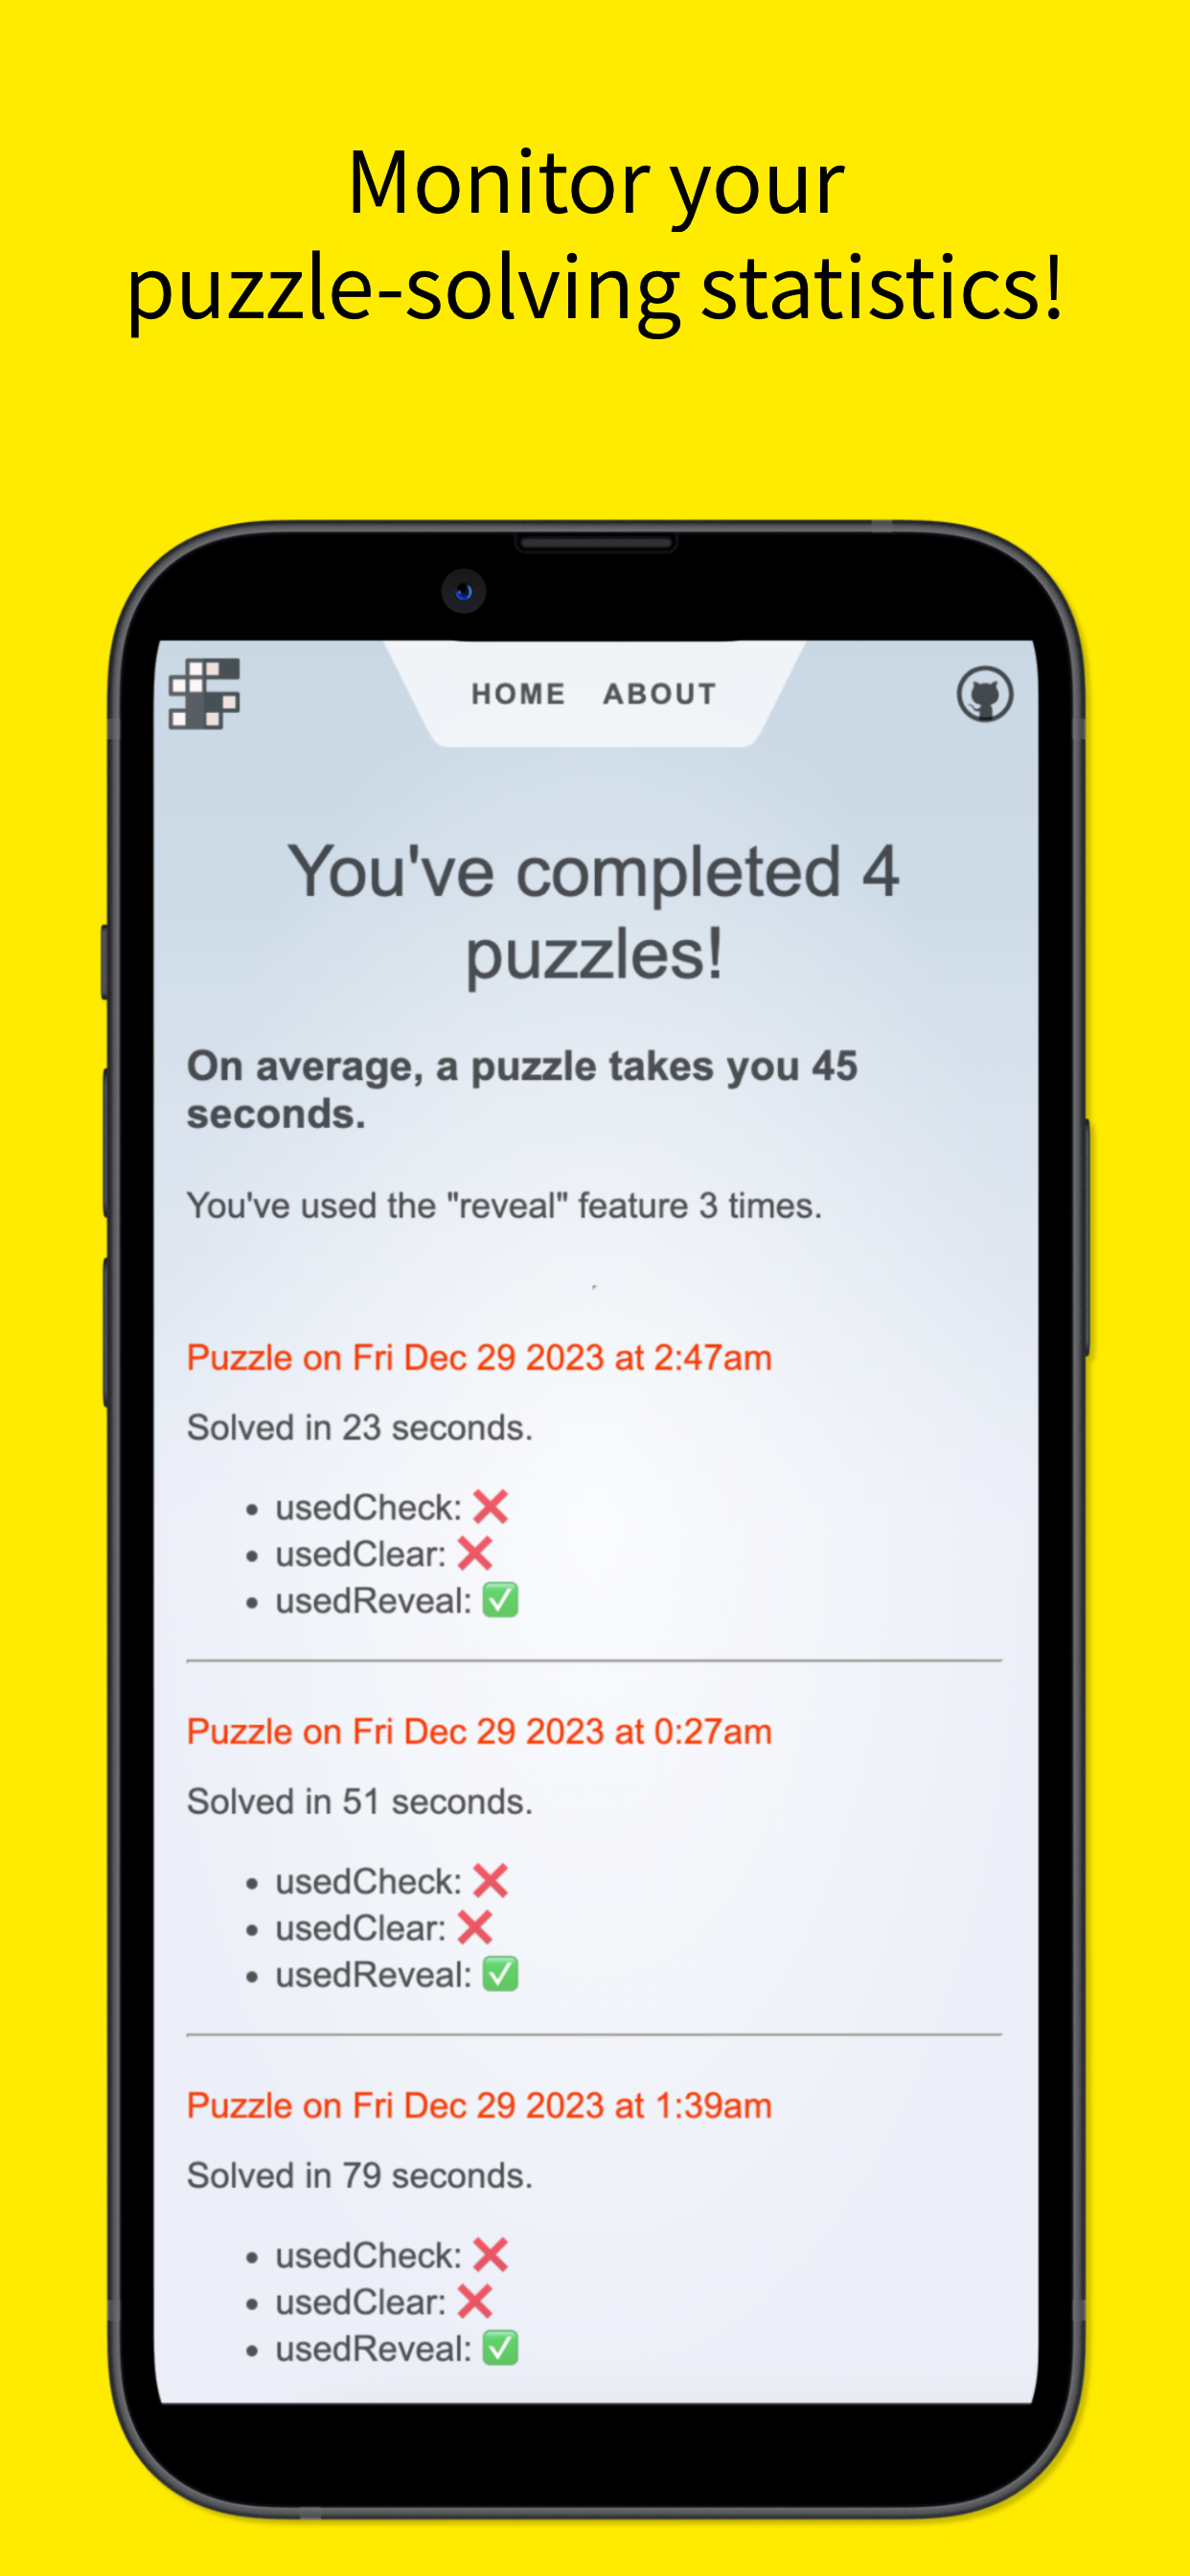 Monitor your
puzzle-solving statistics!
HOME ABOUT
You've completed 4
puzzles!
On average, a puzzle takes you 45
seconds.
You've used the "reveal" feature 3 times.
Puzzle on Fri Dec 29 2023 at 2:47am
Solved in 23 seconds.
• usedCheck: ❌
• usedClear: ❌
• usedReveal: ✅
Puzzle on Fri Dec 29 2023 at 0:27am
Solved in 51 seconds.
• usedCheck: ❌
• usedClear: ❌
• usedReveal: ✅
Puzzle on Fri Dec 29 2023 at 1:39am
Solved in 79 seconds.
• usedCheck: ❌
• usedClear: ❌
• usedReveal: ✅